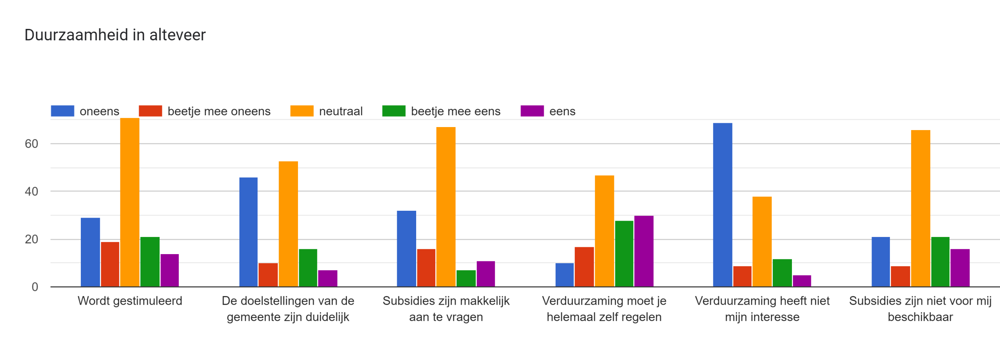 Duurzaamheid in alteveer
oneens beetje mee oneens neutraal beetje mee eens eens
60
40
20
0
Wordt gestimuleerd
De doelstellingen van de
gemeente zijn duidelijk
Subsidies zijn makkelijk
aan te vragen
Verduurzaming moet je
helemaal zelf regelen
Verduurzaming heeft niet
mijn interesse
Subsidies zijn niet voor mij
beschikbaar